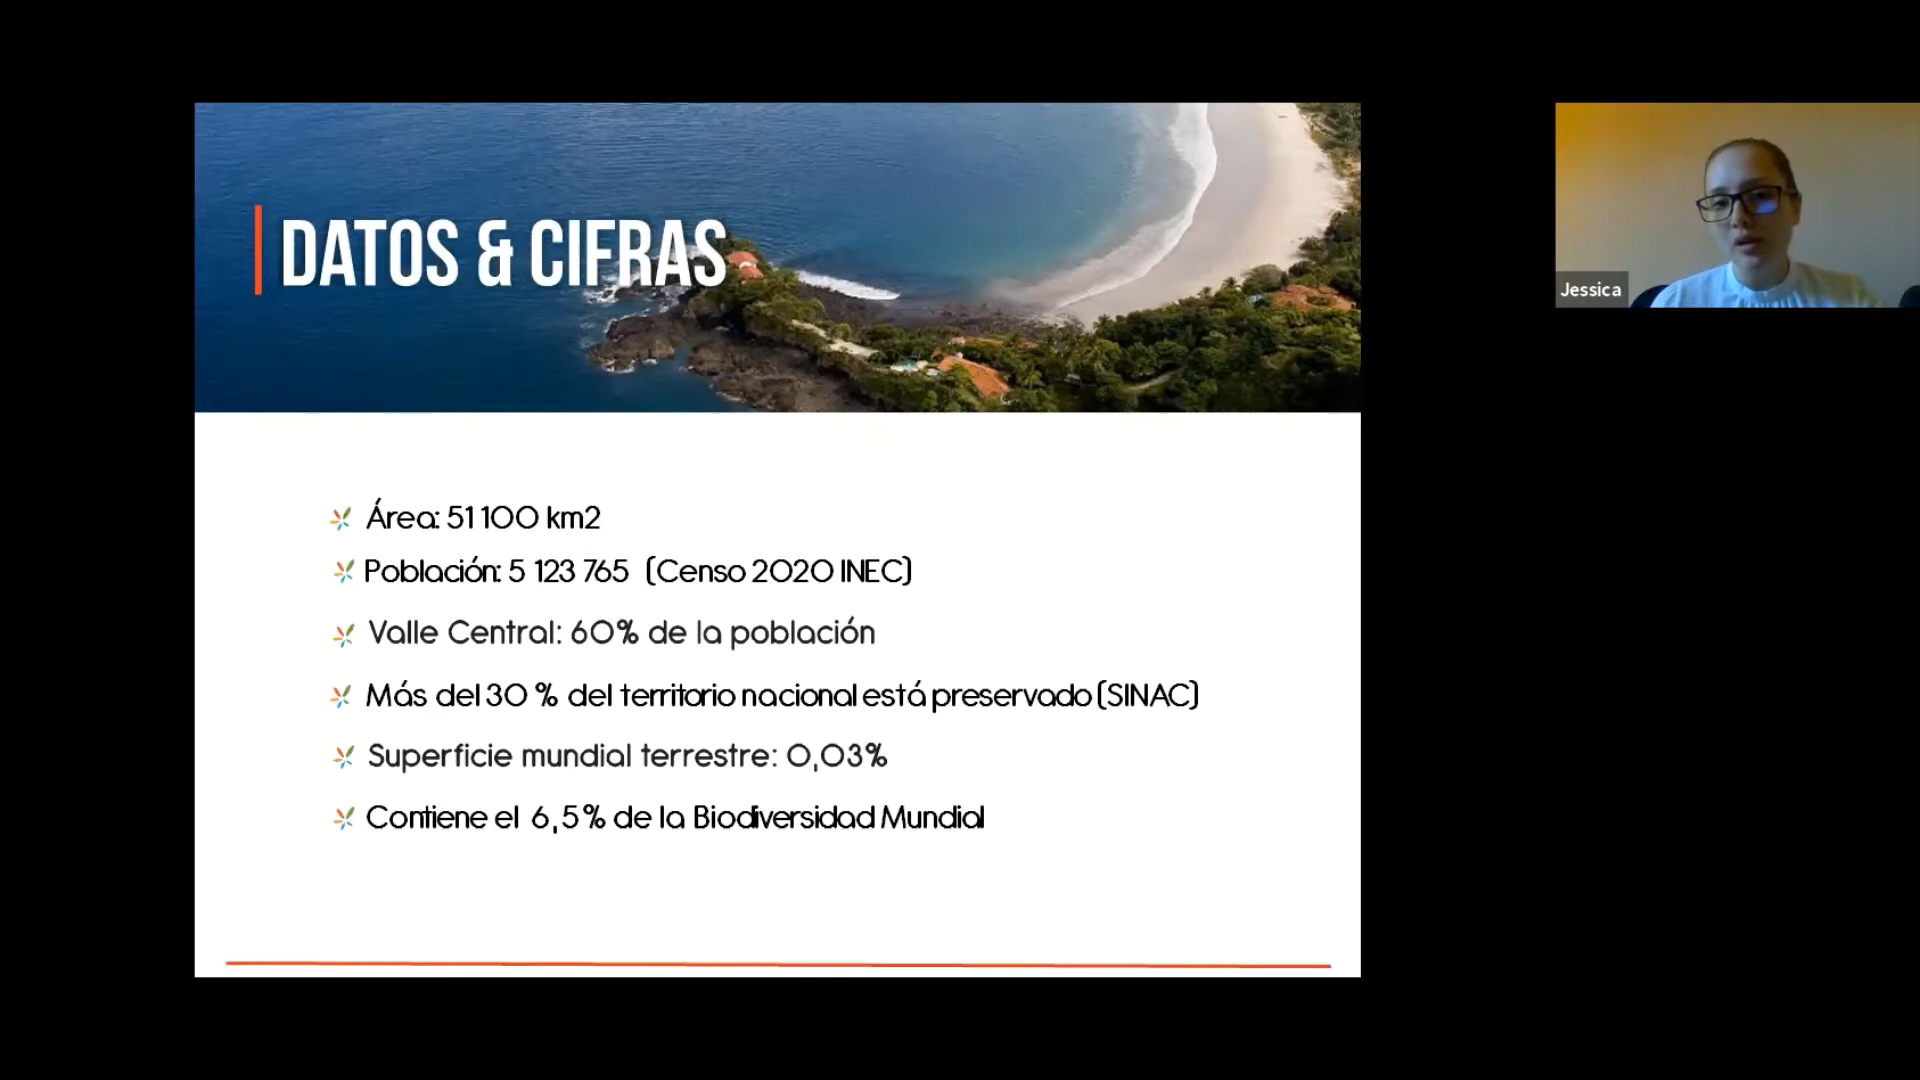 DATOS & CIFRAS
Jessica
Área: 51 100 km2
Población: 5 123 765 (Censo 2020 INEC)
Valle Central: 60% de la población
Más del 30 % del territorio nacional está preservado (SINAC)
Superficie mundial terrestre: 0,03%
Contiene el 6,5% de la Biodiversidad Mundial